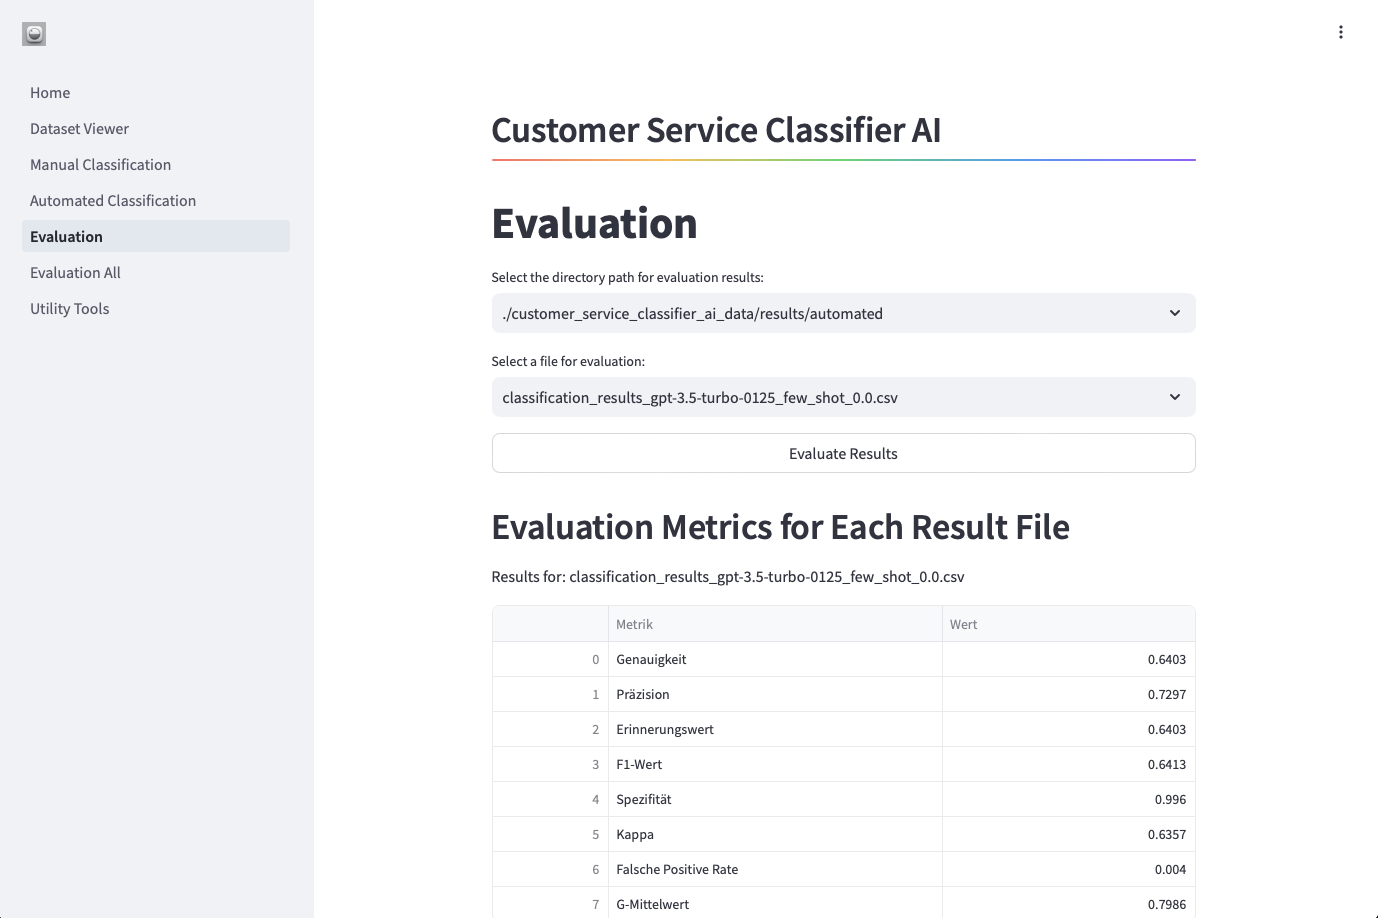 Home
Dataset Viewer
Manual Classification
Automated Classification
Evaluation
Evaluation All
Utility Tools
Customer Service Classifier AI
Evaluation
Select the directory path for evaluation results:
./customer_service_classifier_ai_data/results/automated
Select a file for evaluation:
classification_results_gpt-3.5-turbo-0125_few_shot_0.0.csv
Evaluate Results
Evaluation Metrics for Each Result File
Results for: classification_results_gpt-3.5-turbo-0125_few_shot_0.0.csv
Metrik Wert
0 Genauigkeit 0.6403
1 Präzision 0.7297
2 Erinnerungswert 0.6403
3 F1-Wert 0.6413
4 Spezifität 0.996
5 Kappa 0.6357
6 Falsche Positive Rate 0.004
7 G-Mittelwert 0.7986